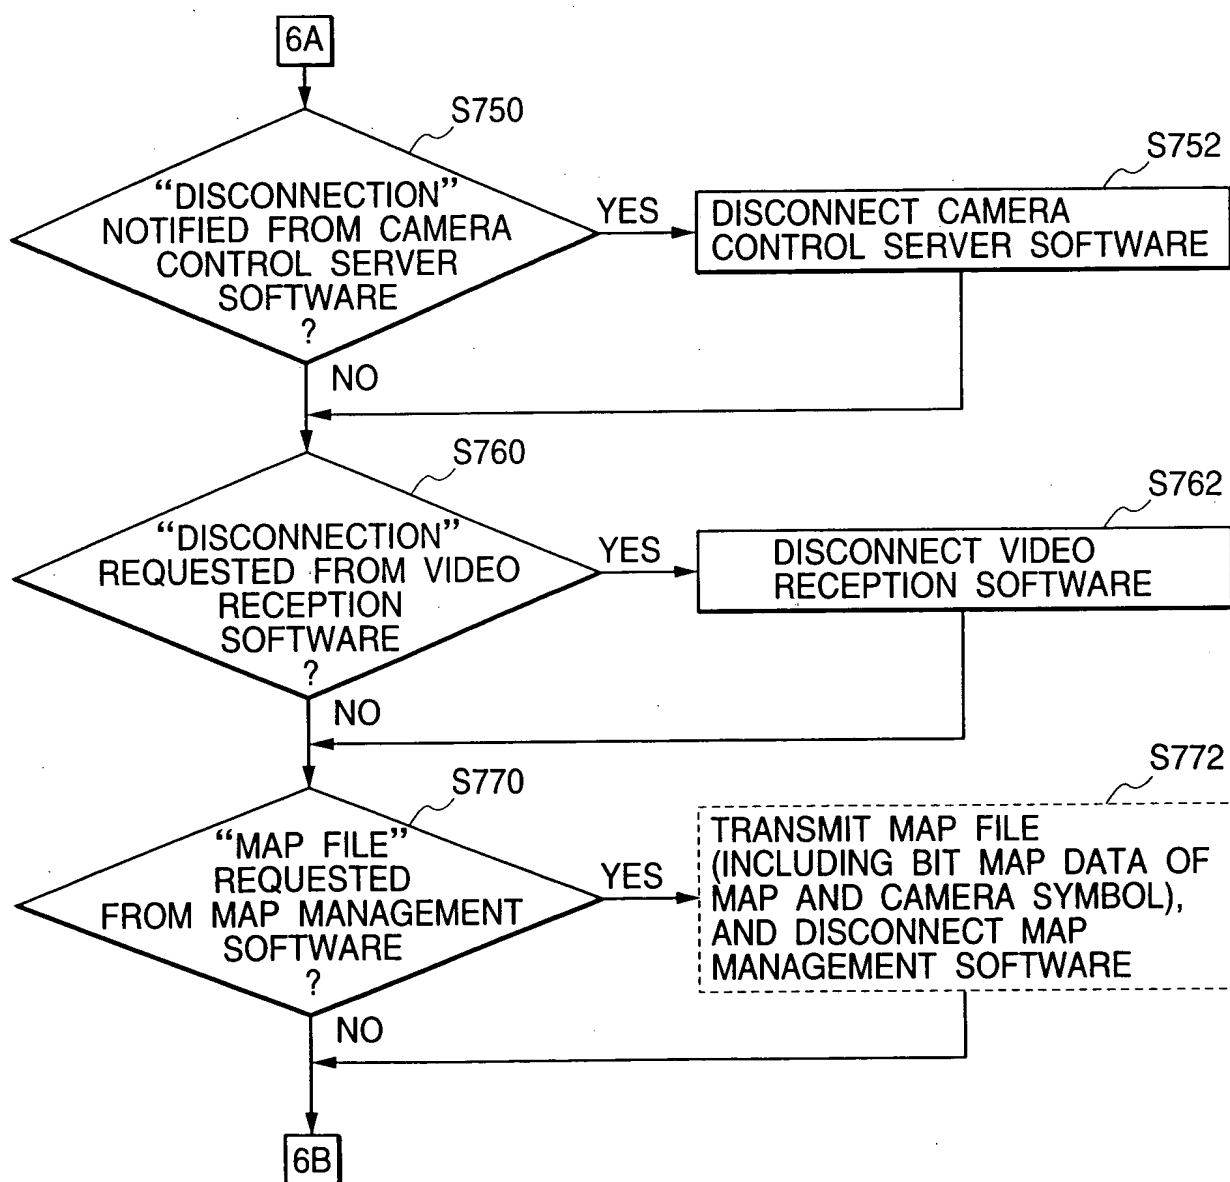 6A
S750
“DISCONNECTION”
NOTIFIED FROM CAMERA
CONTROL SERVER
SOFTWARE
?
YES
S752
DISCONNECT CAMERA
CONTROL SERVER SOFTWARE
NO
S760
“DISCONNECTION”
REQUESTED FROM VIDEO
RECEPTION
SOFTWARE
?
YES
S762
DISCONNECT VIDEO
RECEPTION SOFTWARE
NO
S770
“MAP FILE”
REQUESTED
FROM MAP MANAGEMENT
SOFTWARE
?
YES
S772
TRANSMIT MAP FILE
(INCLUDING BIT MAP DATA OF
MAP AND CAMERA SYMBOL),
AND DISCONNECT MAP
MANAGEMENT SOFTWARE
NO
6B